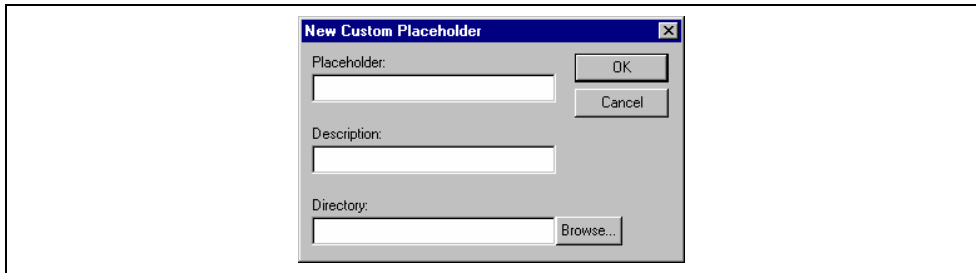 New Custom Placeholder
Placeholder:
OK
Cancel
Description:
Directory:
Browse...